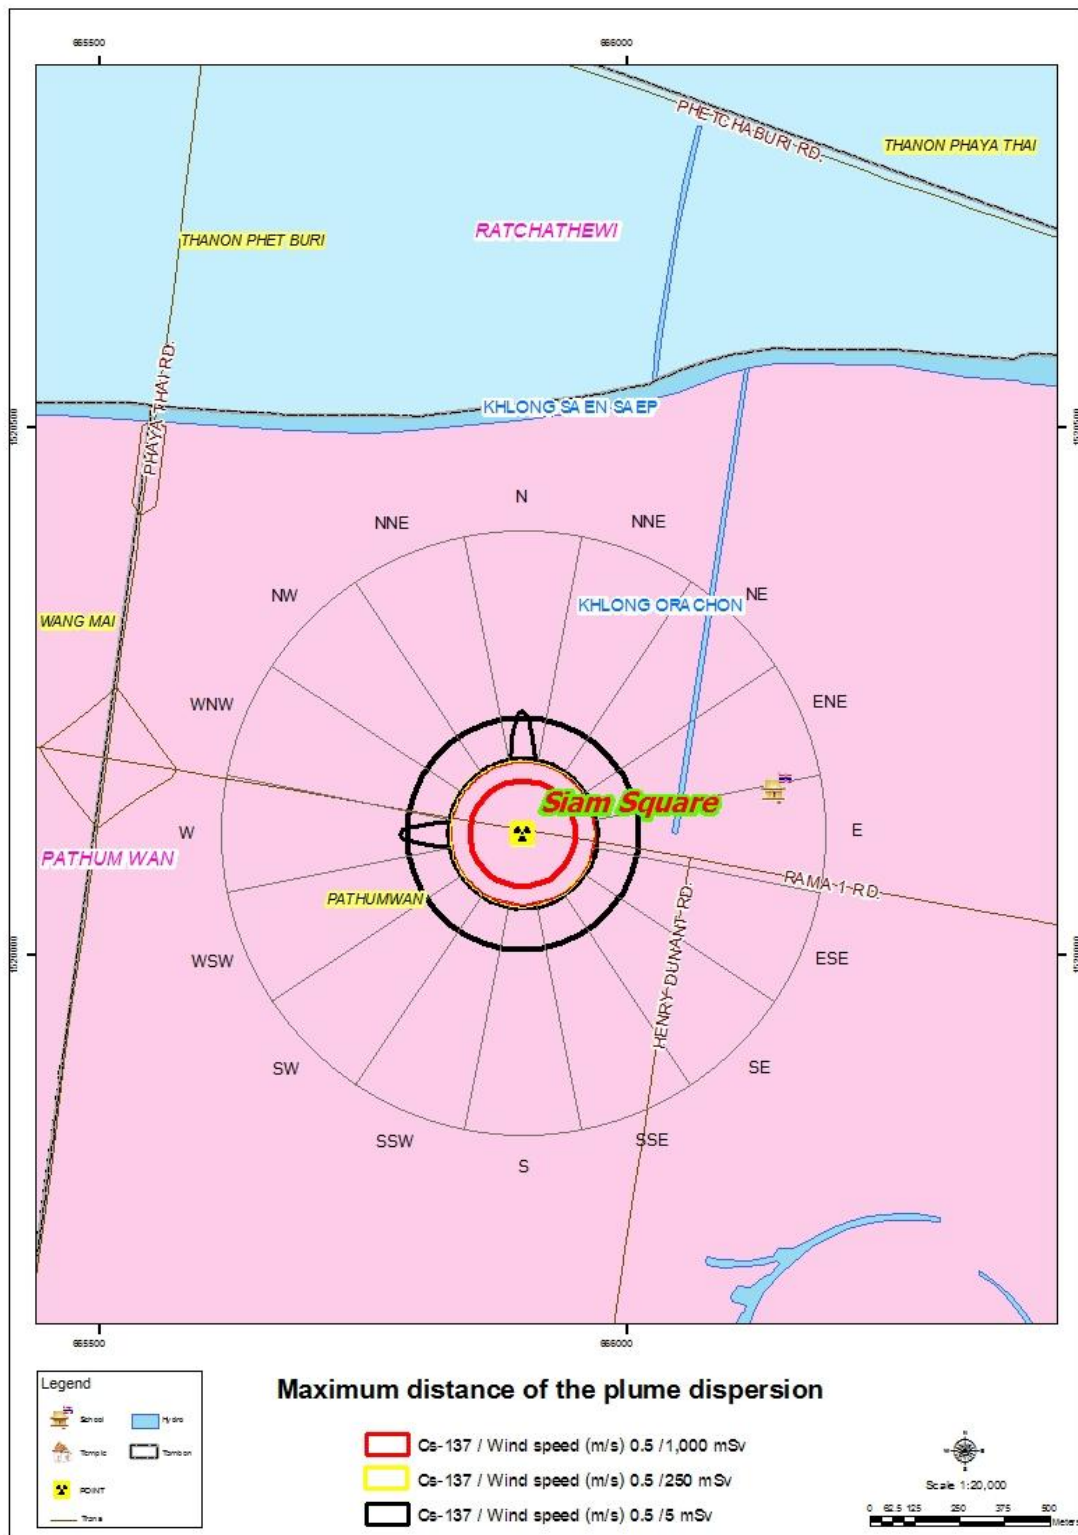 665500 666000
PHETCHABURI RD.
THANON PHAYA THAI
RATCHATHEWI
THANON PHET BURI
PHAYA THAI RD.
KHLONG SAEN SAEP
1520500 1520500
N
NNE NNE
NW NE
KHLONG ORACHON
WANG MAI
WNW ENE
Siam Square
W E
PATHUM WAN
RAMA 1 RD.
PATHUMWAN
HENRY DUNANT RD.
WSW ESE
1520000 1520000
SW SE
SSW SSE
S
665500 666000
Legend
School Hydro
Temple Tambon
POINT
Trans
Maximum distance of the plume dispersion
Cs-137 / Wind speed (m/s) 0.5 /1,000 mSv
Cs-137 / Wind speed (m/s) 0.5 /250 mSv
Cs-137 / Wind speed (m/s) 0.5 /5 mSv
Scale 1:20,000
0 62.5 125 250 375 500
Meters